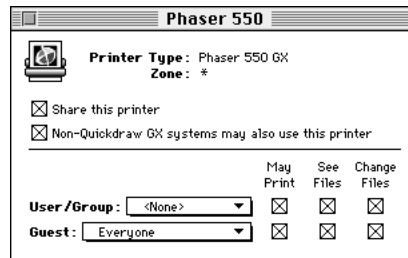 Phaser 550
Printer Type: Phaser 550 GX
Zone: *
Share this printer
Non-Quickdraw GX systems may also use this printer
May See Change
Print Files Files
User/Group: <None>
Guest: Everyone